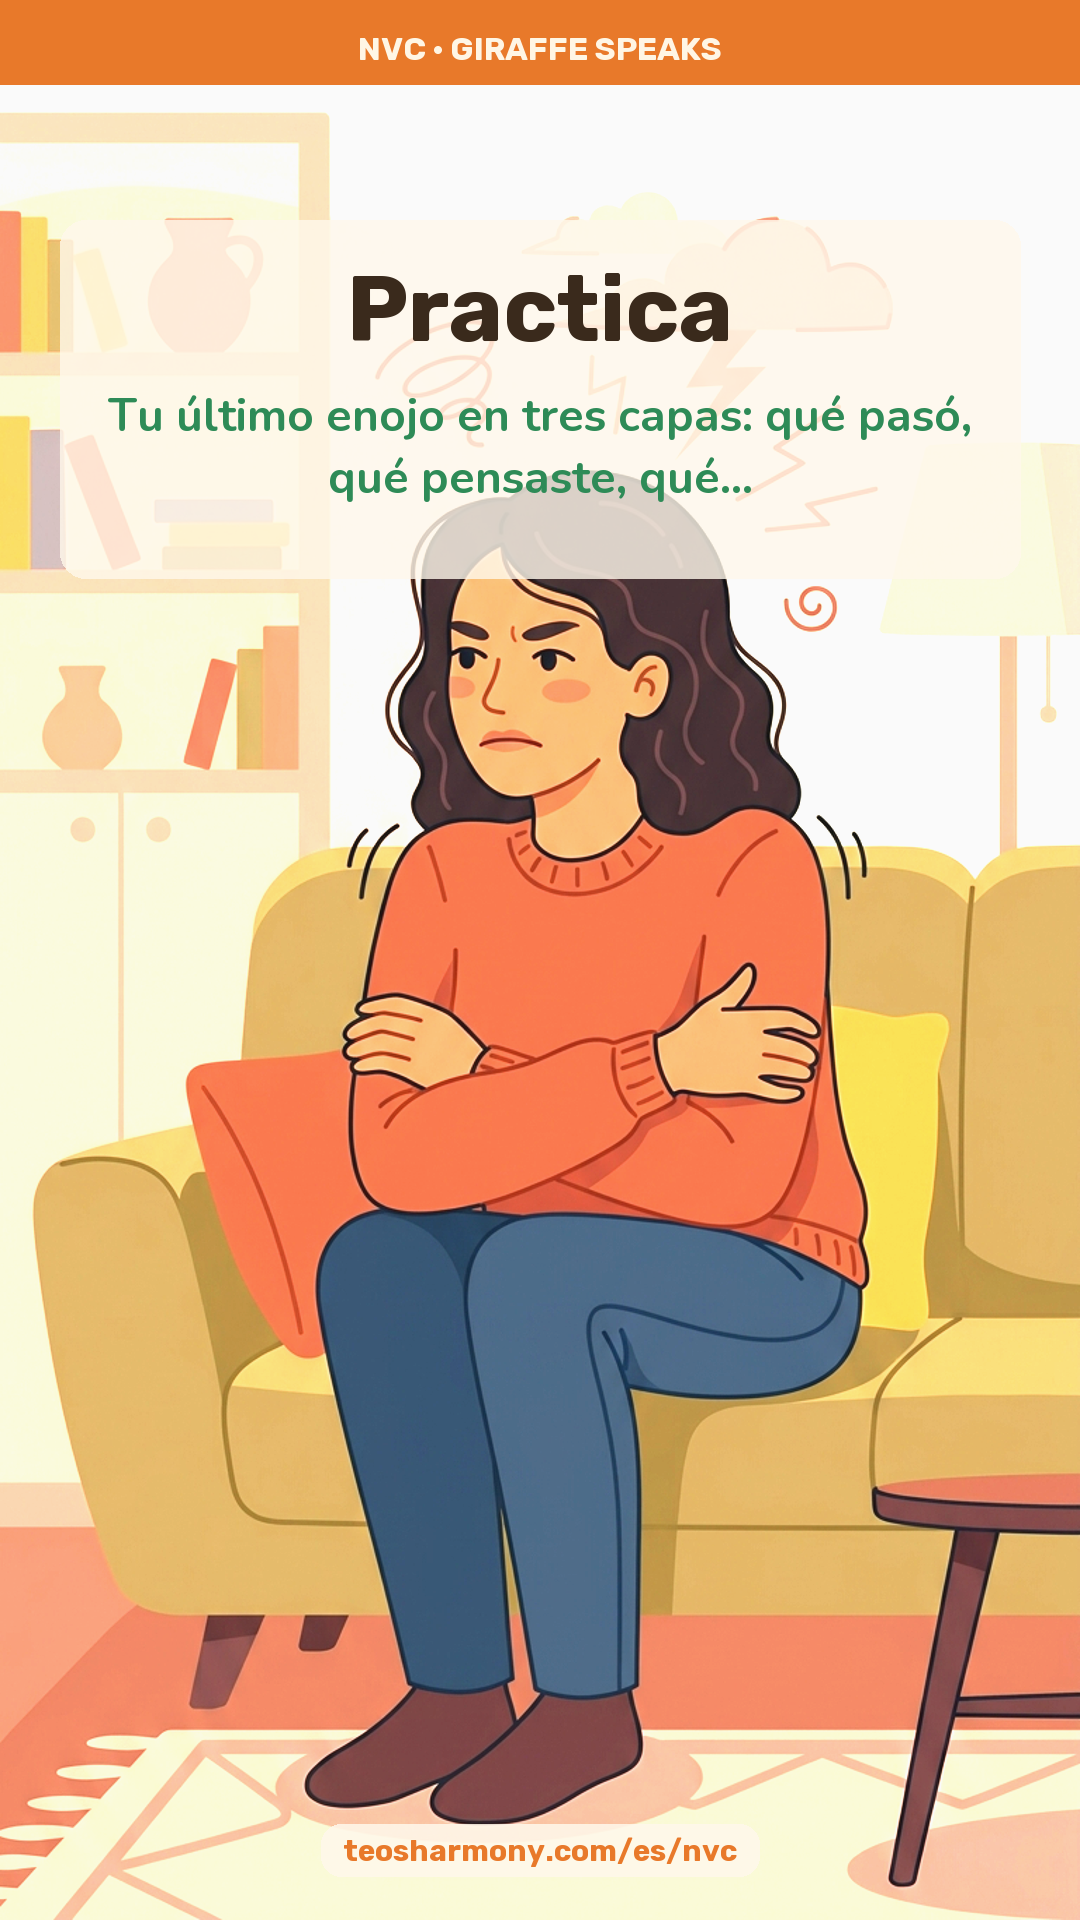 NVC • GIRAFFE SPEAKS
Practica
Tu último enojo en tres capas: qué pasó,
qué pensaste, qué...
teosharmony.com/es/nvc